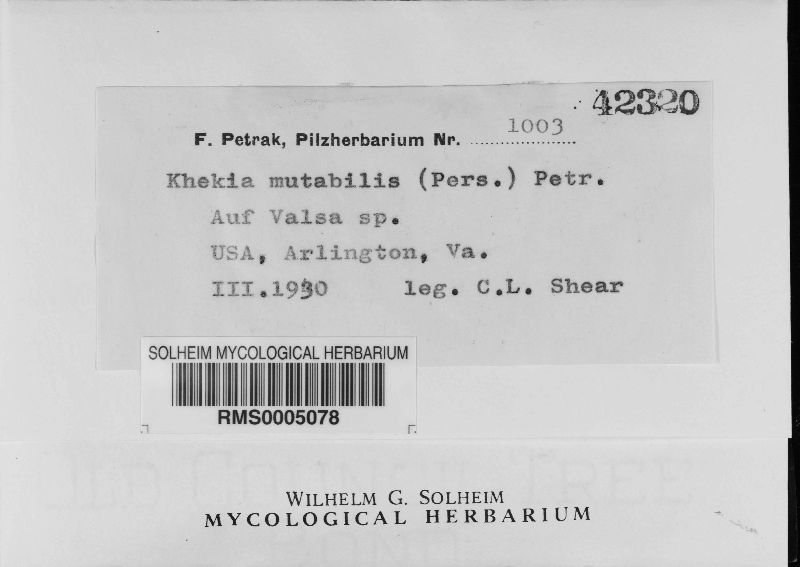 42320
F. Petrak, Pilzherbarium Nr. 1003
Khekia mutabilis (Pers.) Petr.
Auf Valsa sp.
USA, Arlington, Va.
III.1930 leg. C.L. Shear
SOLHEIM MYCOLOGICAL HERBARIUM
RMS0005078
WILHELM G. SOLHEIM
MYCOLOGICAL HERBARIUM